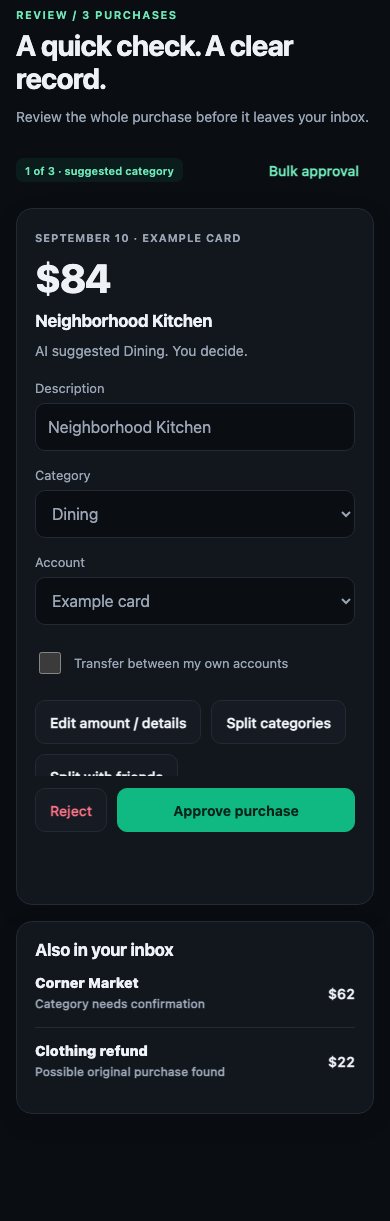 REVIEW / 3 PURCHASES
A quick check. A clear
record.
Review the whole purchase before it leaves your inbox.
1 of 3 · suggested category
Bulk approval
SEPTEMBER 10 · EXAMPLE CARD
$84
Neighborhood Kitchen
AI suggested Dining. You decide.
Description
Neighborhood Kitchen
Category
Dining
Account
Example card
Transfer between my own accounts
Edit amount / details
Split categories
Split with friends
Reject
Approve purchase
Also in your inbox
Corner Market
$62
Category needs confirmation
Clothing refund
$22
Possible original purchase found